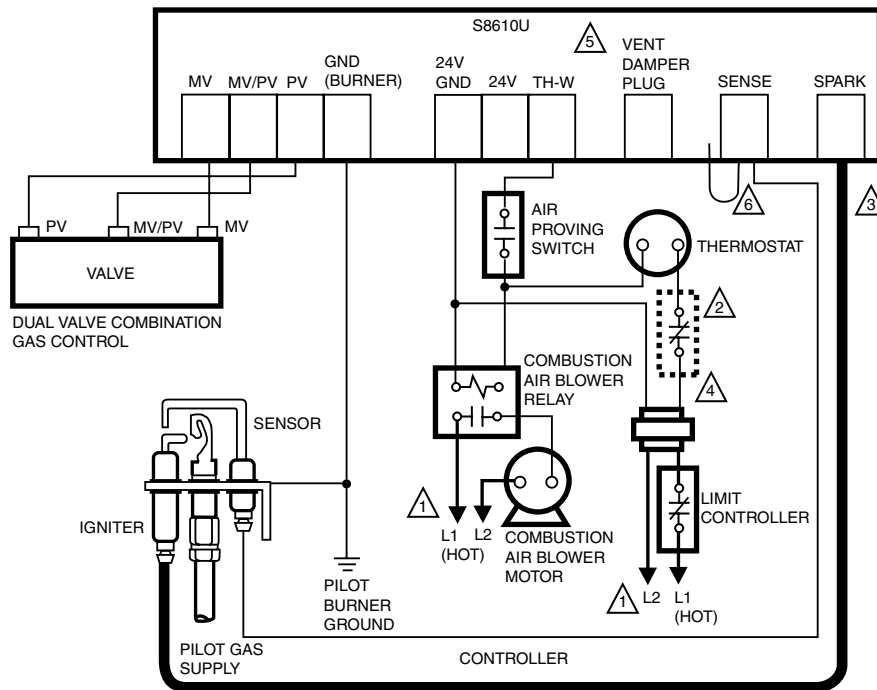 S8610U
5
MV
MV/PV
PV
GND
(BURNER)
24V
GND
24V
TH-W
VENT
DAMPER
PLUG
SENSE
SPARK
6
3
PV
MV/PV
MV
VALVE
DUAL VALVE COMBINATION
GAS CONTROL
AIR
PROVING
SWITCH
THERMOSTAT
2
4
COMBUSTION
AIR BLOWER
RELAY
SENSOR
IGNITER
1
L1
(HOT)
L2
COMBUSTION
AIR BLOWER
MOTOR
LIMIT
CONTROLLER
1
L2
L1
(HOT)
PILOT
BURNER
GROUND
PILOT GAS
SUPPLY
CONTROLLER